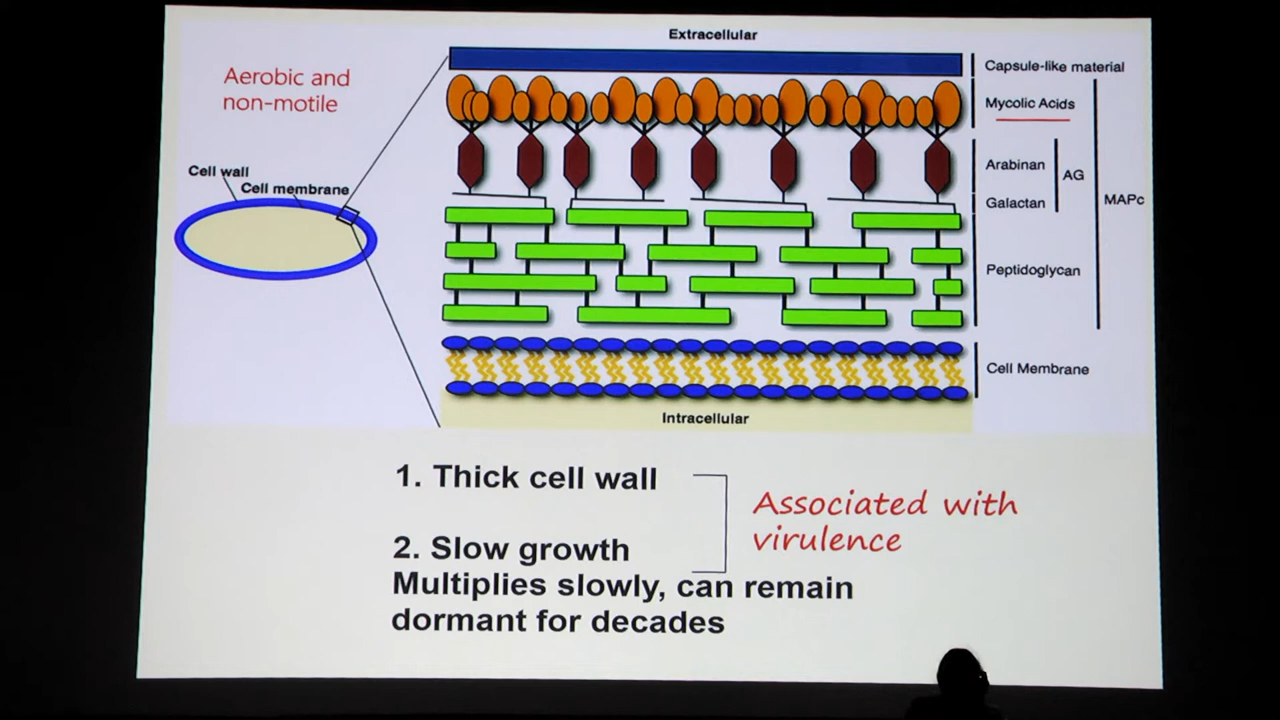 Extracellular
Aerobic and
non-motile
Cell wall
Cell membrane
Capsule-like material
Mycolic Acids
Arabinan
AG
Galactan
MAPc
Peptidoglycan
Cell Membrane
Intracellular
1. Thick cell wall
2. Slow growth
Multiplies slowly, can remain
dormant for decades
Associated with
virulence